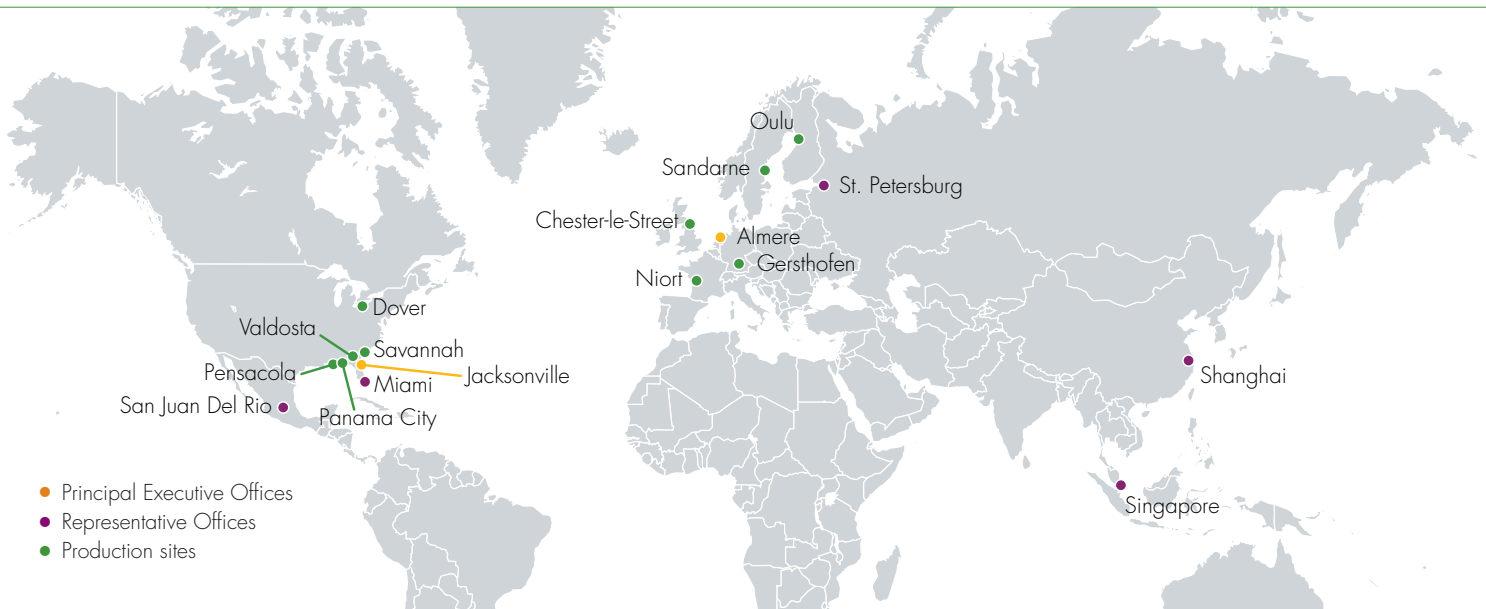 Oulu
Sandarne
St. Petersburg
Chester-le-Street
Almere
Gersthofen
Niort
Dover
Valdosta
Savannah
Pensacola
Jacksonville
Miami
Shanghai
San Juan Del Rio
Panama City
Principal Executive Offices
Singapore
Representative Offices
Production sites